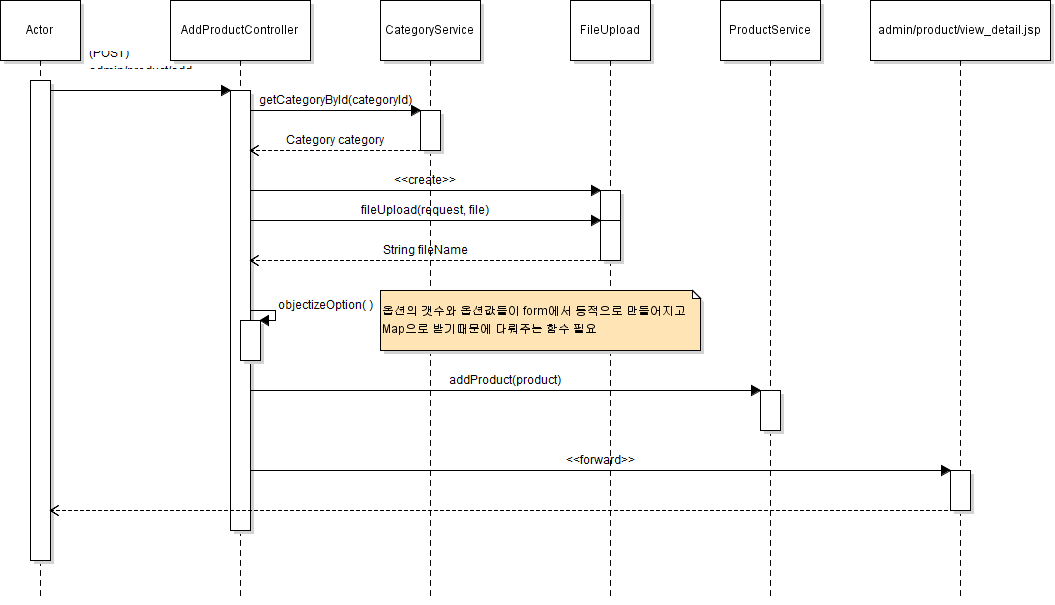 Actor
AddProductController
CategoryService
FileUpload
ProductService
admin/product/view_detail.jsp
(POST)
admin/product/add
getCategoryById(categoryId)
Category category
<<create>>
fileUpload(request, file)
String fileName
objectizeOption( )
옵션의 갯수와 옵션값들이 form에서 동적으로 만들어지고
Map으로 받기때문에 다뤄주는 함수 필요
addProduct(product)
<<forward>>